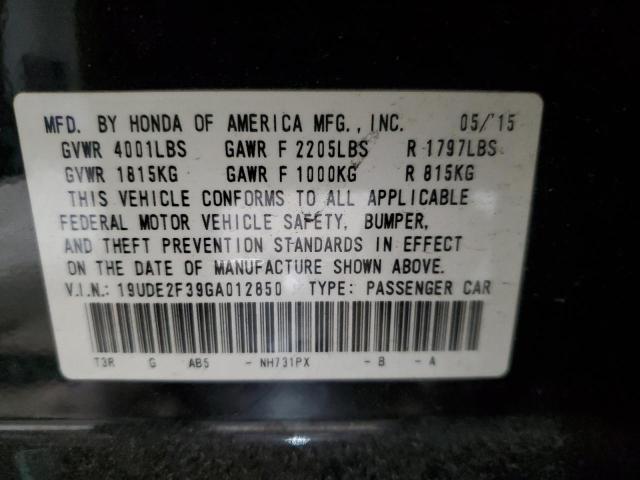 MFD. BY HONDA OF AMERICA MFG., INC. 05/15
GVWR 4001LBS GAWR F 2205LBS R 1797LBS
GVWR 1815KG GAWR F 1000KG R 815KG
THIS VEHICLE CONFORMS TO ALL APPLICABLE
FEDERAL MOTOR VEHICLE SAFETY, BUMPER,
AND THEFT PREVENTION STANDARDS IN EFFECT
ON THE DATE OF MANUFACTURE SHOWN ABOVE.
V.I.N.: 19UDE2F39GA012850 TYPE: PASSENGER CAR
T3R G AB5 - NH731PX - B - A